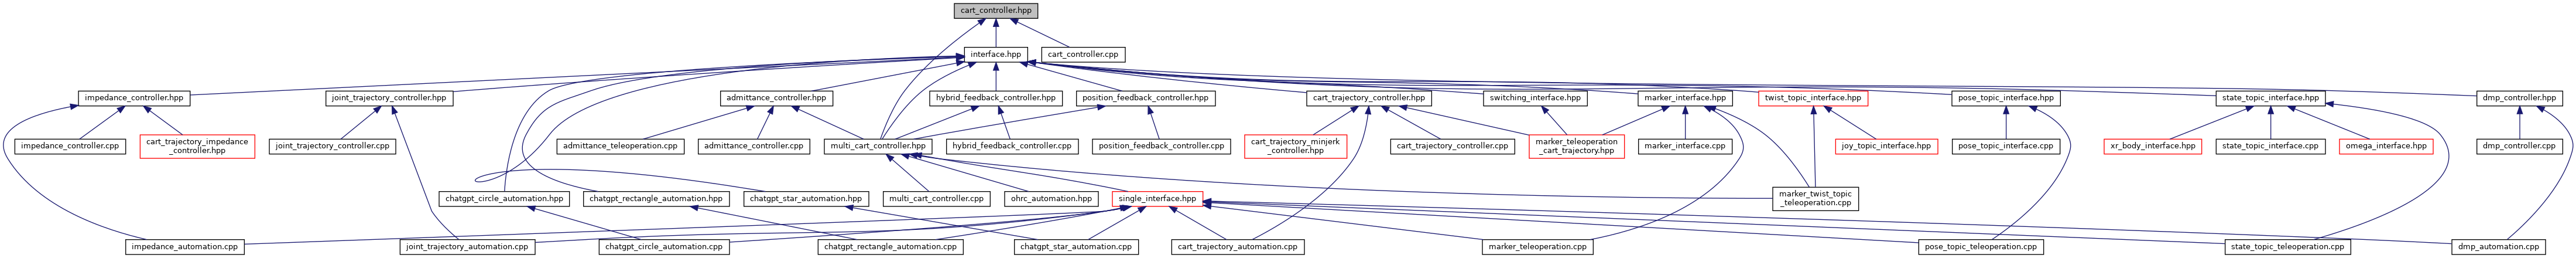 cart_controller.hpp
interface.hpp
cart_controller.cpp
impedance_controller.hpp
joint_trajectory_controller.hpp
admittance_controller.hpp
hybrid_feedback_controller.hpp
position_feedback_controller.hpp
cart_trajectory_controller.hpp
switching_interface.hpp
marker_interface.hpp
twist_topic_interface.hpp
pose_topic_interface.hpp
state_topic_interface.hpp
dmp_controller.hpp
impedance_controller.cpp
cart_trajectory_impedance
_controller.hpp
joint_trajectory_controller.cpp
admittance_teleoperation.cpp
admittance_controller.cpp
multi_cart_controller.hpp
hybrid_feedback_controller.cpp
position_feedback_controller.cpp
cart_trajectory_minjerk
_controller.hpp
cart_trajectory_controller.cpp
marker_teleoperation
_cart_trajectory.hpp
marker_interface.cpp
joy_topic_interface.hpp
pose_topic_interface.cpp
xr_body_interface.hpp
state_topic_interface.cpp
omega_interface.hpp
dmp_controller.cpp
chatgpt_circle_automation.hpp
chatgpt_rectangle_automation.hpp
chatgpt_star_automation.hpp
multi_cart_controller.cpp
ohrc_automation.hpp
single_interface.hpp
marker_twist_topic
_teleoperation.cpp
impedance_automation.cpp
joint_trajectory_automation.cpp
chatgpt_circle_automation.cpp
chatgpt_rectangle_automation.cpp
chatgpt_star_automation.cpp
cart_trajectory_automation.cpp
marker_teleoperation.cpp
pose_topic_teleoperation.cpp
state_topic_teleoperation.cpp
dmp_automation.cpp